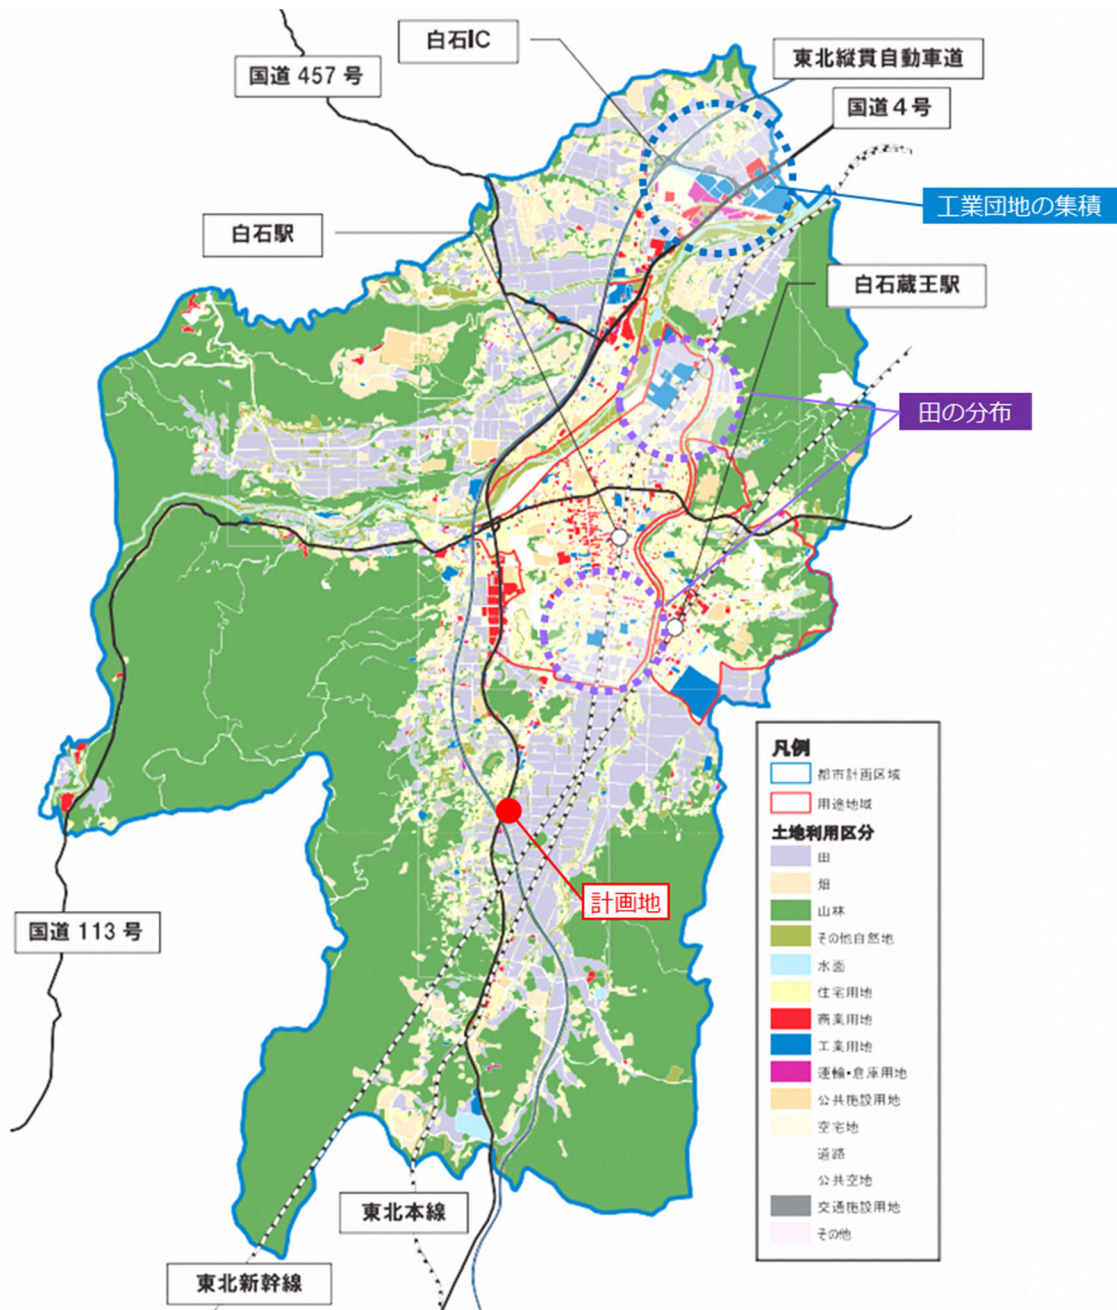 白石IC
東北縦貫自動車道
国道 457 号
国道４号
工業団地の集積
白石駅
白石蔵王駅
田の分布
計画地
国道 113 号
東北本線
東北新幹線
凡例
都市計画区域
用途地域
土地利用区分
田
畑
山林
その他自然地
水面
住宅用地
商業用地
工業用地
運輸・倉庫用地
公共施設用地
空宅地
道路
公共空地
交通施設用地
その他